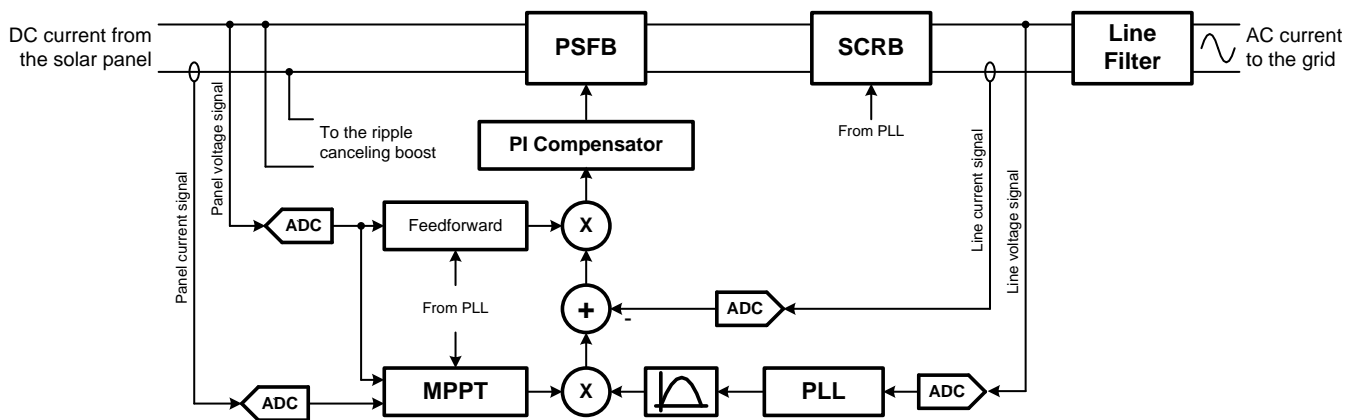 DC current from
the solar panel
PSFB
SCRB
Line
Filter
AC current
to the grid
To the ripple
canceling boost
From PLL
PI Compensator
Panel current signal
Panel voltage signal
Line current signal
Line voltage signal
ADC
Feedforward
X
From PLL
+
-
ADC
ADC
MPPT
X
PLL
ADC